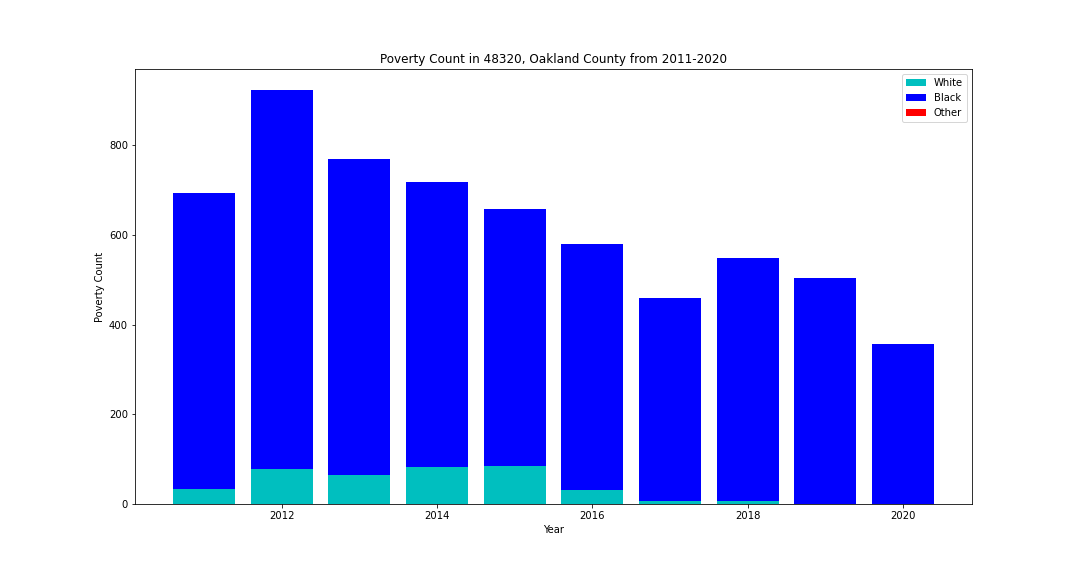 Poverty Count in 48320, Oakland County from 2011-2020
White
Black
Other
800
600
400
200
0
Poverty Count
2012
2014
2016
2018
2020
Year